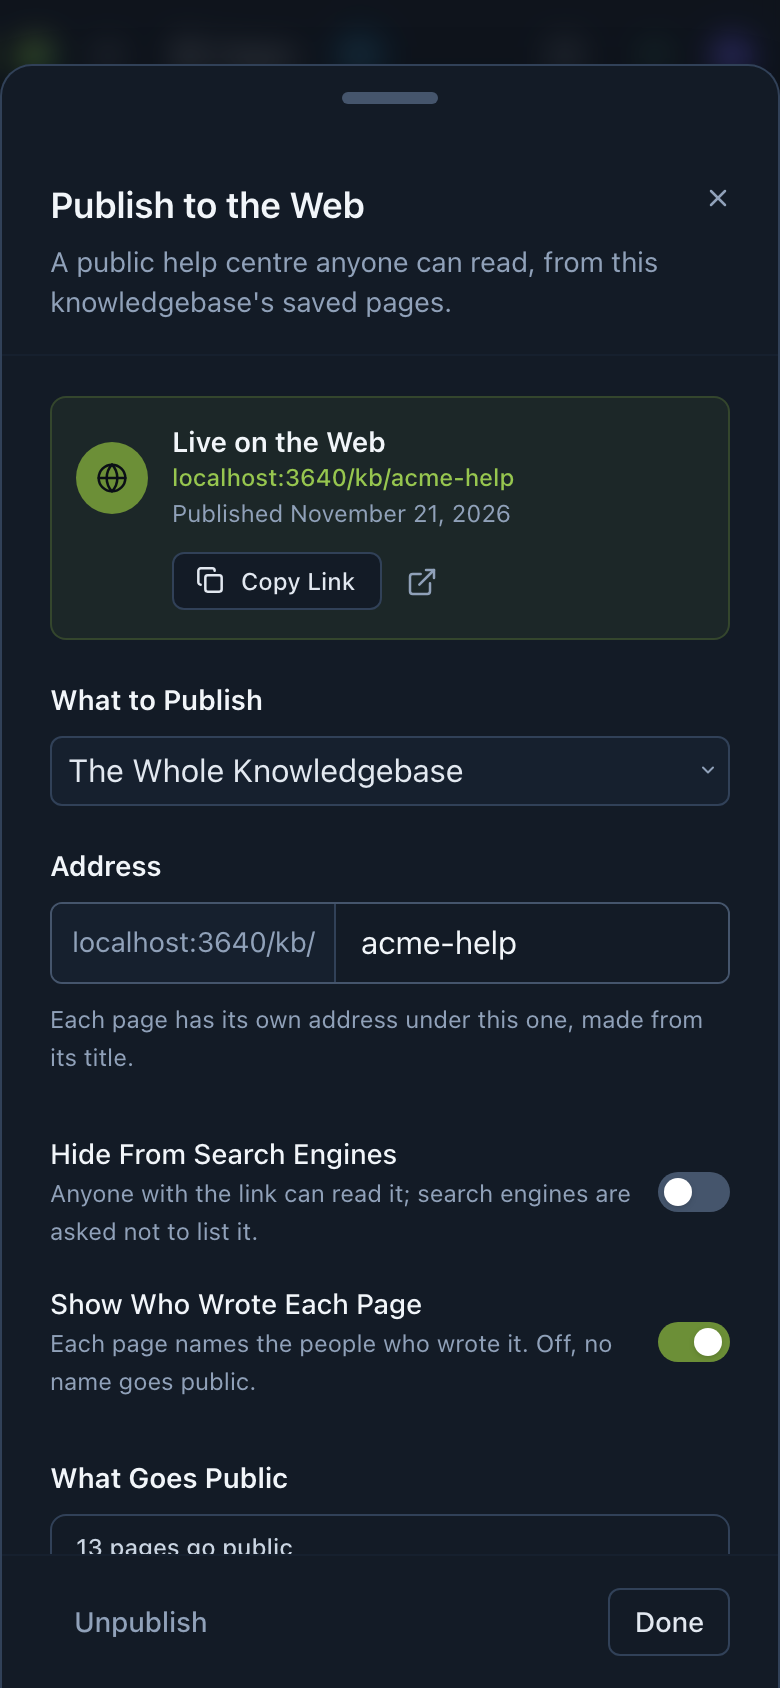 Publish to the Web
A public help centre anyone can read, from this
knowledgebase's saved pages.
Live on the Web
localhost:3640/kb/acme-help
Published November 21, 2026
Copy Link
What to Publish
The Whole Knowledgebase
Address
localhost:3640/kb/ acme-help
Each page has its own address under this one, made from
its title.
Hide From Search Engines
Anyone with the link can read it; search engines are
asked not to list it.
Show Who Wrote Each Page
Each page names the people who wrote it. Off, no
name goes public.
What Goes Public
13 pages go public
Unpublish Done